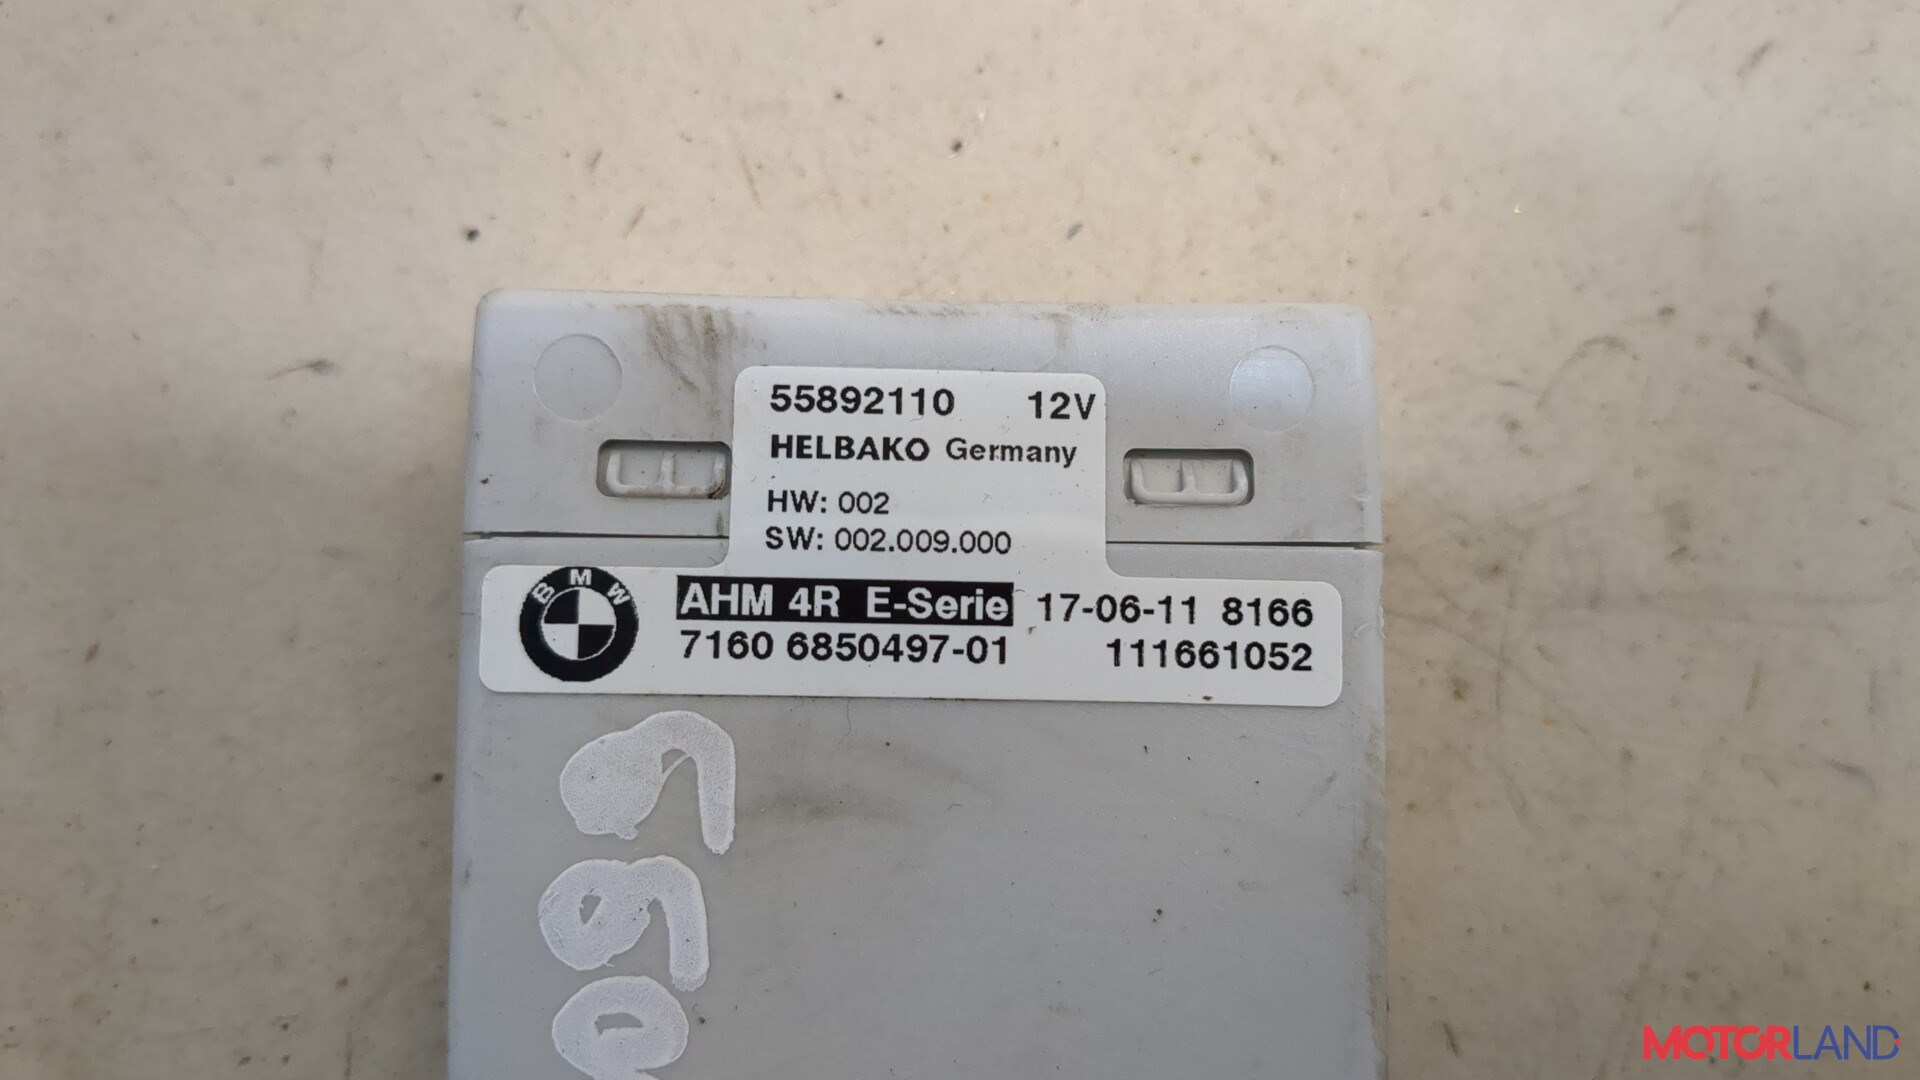 55892110 12V
HELBAKO Germany
HW: 002
SW: 002.009.000
BMW
AHM 4R E-Serie 17-06-11 8166
7160 6850497-01 111661052
MOTORLAND